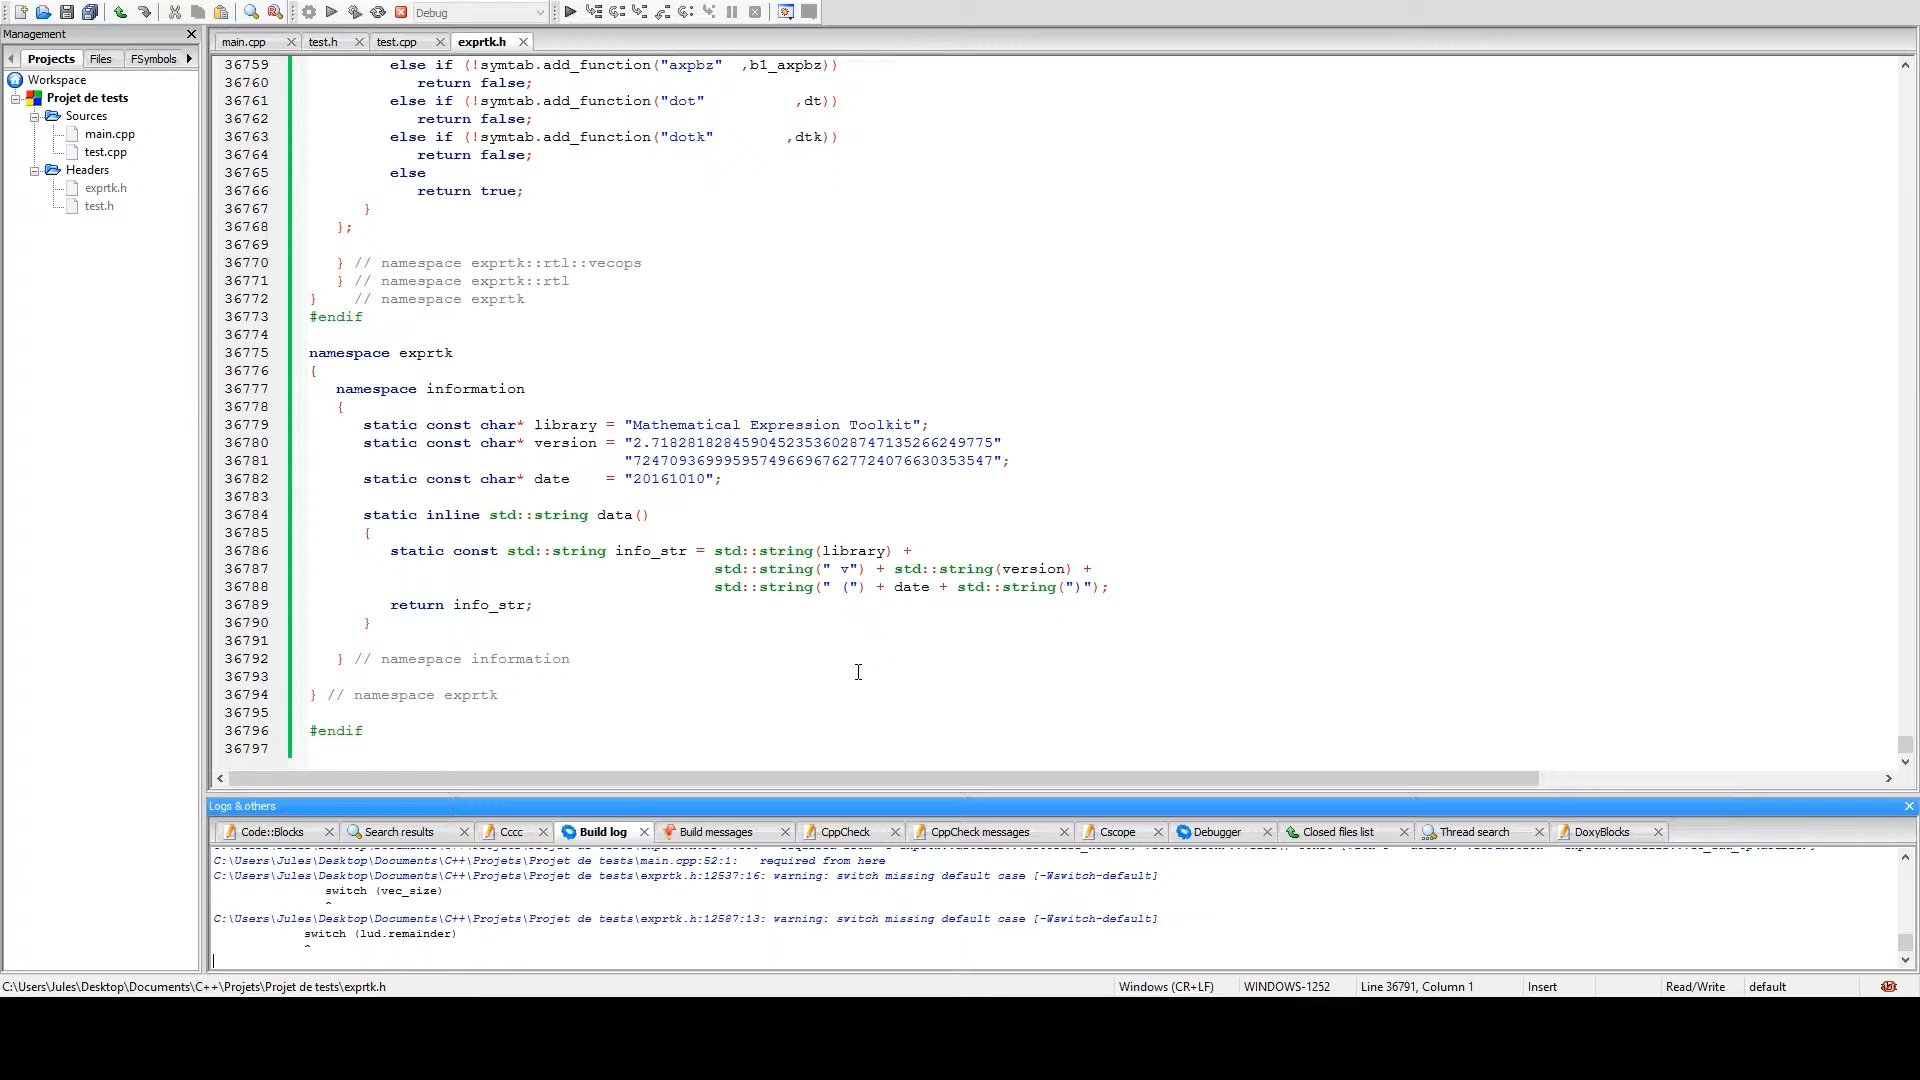 Debug
Management
main.cpp test.h test.cpp exprtk.h
Projects Files FSymbols
Workspace
Projet de tests
Sources
main.cpp
test.cpp
Headers
exprtk.h
test.h
36759 else if (!symtab.add_function("axpbz" ,b1_axpbz))
36760 return false;
36761 else if (!symtab.add_function("dot" ,dt))
36762 return false;
36763 else if (!symtab.add_function("dotk" ,dtk))
36764 return false;
36765 else
36766 return true;
36767 }
36768 };
36769
36770 } // namespace exprtk::rtl::vecops
36771 } // namespace exprtk::rtl
36772 } // namespace exprtk
36773 #endif
36774
36775 namespace exprtk
36776 {
36777 namespace information
36778 {
36779 static const char* library = "Mathematical Expression Toolkit";
36780 static const char* version = "2.718281828459045235360287471352662​49775"
36781 "7247093699959574966967627724076630353547";
36782 static const char* date = "20161010";
36783
36784 static inline std::string data()
36785 {
36786 static const std::string info_str = std::string(library) +
36787 std::string(" v") + std::string(version) +
36788 std::string(" (") + date + std::string(")");
36789 return info_str;
36790 }
36791
36792 } // namespace information
36793
36794 } // namespace exprtk
36795
36796 #endif
36797
Logs & others
Code::Blocks Search results Cccc Build log Build messages CppCheck CppCheck messages Cscope Debugger Closed files list Thread search DoxyBlocks
C:\Users\Jules\Desktop\Documents\C++\Projets\Projet de tests\main.cpp:52:1: required from here
C:\Users\Jules\Desktop\Documents\C++\Projets\Projet de tests\exprtk.h:12537:16: warning: switch missing default case [-Wswitch-default]
switch (vec_size)
^
C:\Users\Jules\Desktop\Documents\C++\Projets\Projet de tests\exprtk.h:12587:13: warning: switch missing default case [-Wswitch-default]
switch (lud.remainder)
^
C:\Users\Jules\Desktop\Documents\C++\Projets\Projet de tests\exprtk.h Windows (CR+LF) WINDOWS-1252 Line 36791, Column 1 Insert Read/Write default